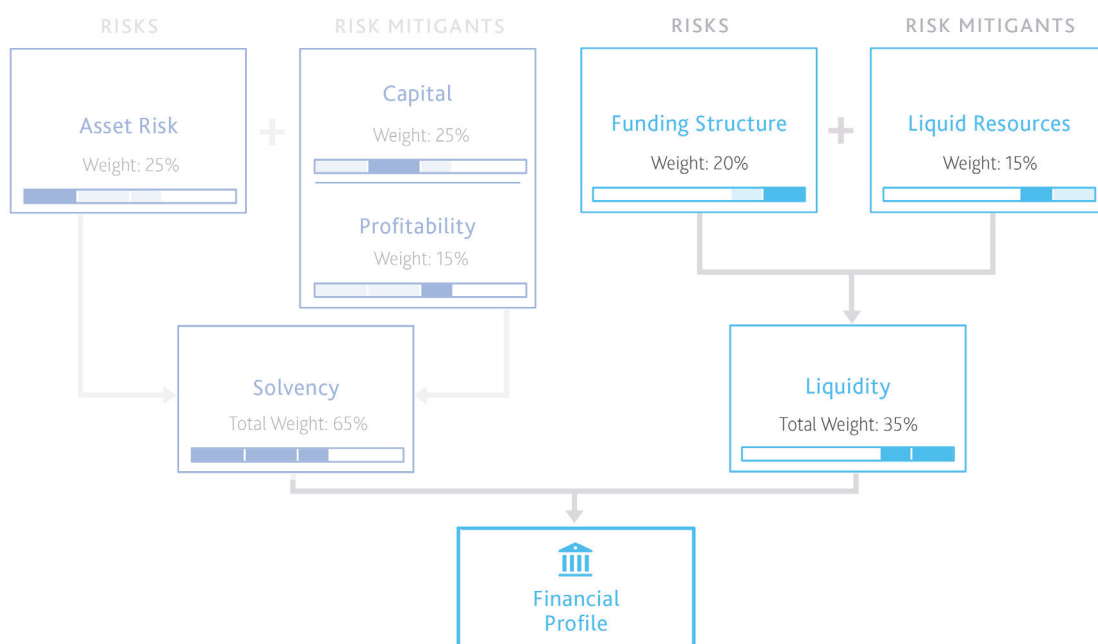 RISKS
RISK MITIGANTS
RISKS
RISK MITIGANTS
Asset Risk
Weight: 25%
Capital
Weight: 25%
Profitability
Weight: 15%
Funding Structure
Weight: 20%
Liquid Resources
Weight: 15%
Solvency
Total Weight: 65%
Liquidity
Total Weight: 35%
Financial
Profile